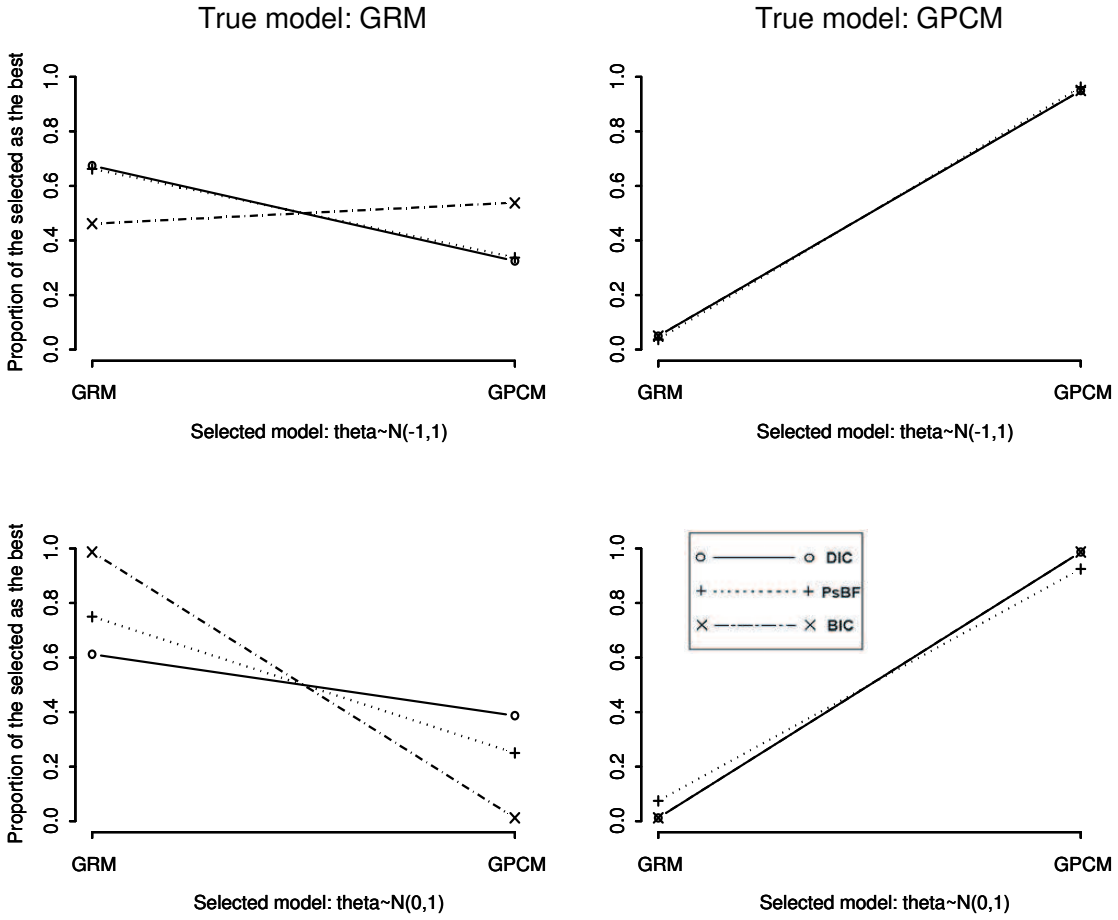 True model: GRM
True model: GPCM
Proportion of the selected as the best
1.0
0.8
0.6
0.4
0.2
0.0
GRM
GPCM
Selected model: theta~N(-1,1)
1.0
0.8
0.6
0.4
0.2
0.0
GRM
GPCM
Selected model: theta~N(-1,1)
Proportion of the selected as the best
1.0
0.8
0.6
0.4
0.2
0.0
GRM
GPCM
Selected model: theta~N(0,1)
1.0
0.8
0.6
0.4
0.2
0.0
DIC
PsBF
BIC
GRM
GPCM
Selected model: theta~N(0,1)